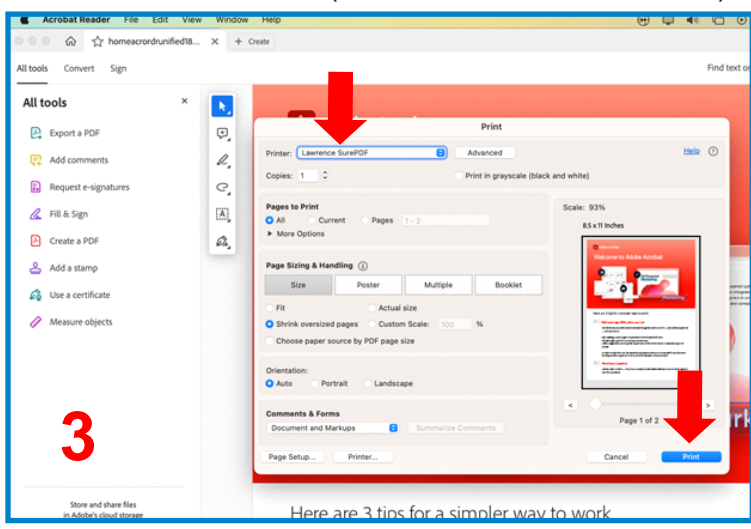 Acrobat Reader File Edit View Window Help
homeacrordrunified18... × + Create
All tools Convert Sign
Find text or
All tools ×
Export a PDF
Add comments
Request e-signatures
Fill & Sign
Create a PDF
Add a stamp
Use a certificate
Measure objects
3
Store and share files
in Adobe's cloud storage
Print
Printer: Lawrence SurePDF Advanced Help
Copies: 1 Print in grayscale (black and white)
Pages to Print
All Current Pages 1 - 2
More Options
Page Sizing & Handling
Size Poster Multiple Booklet
Fit Actual size
Shrink oversized pages Custom Scale: 100 %
Choose paper source by PDF page size
Orientation:
Auto Portrait Landscape
Comments & Forms
Document and Markups Summarize Comments
Page Setup... Printer...
Scale: 93%
8.5 x 11 Inches
Welcome to Adobe Acrobat
< >
Page 1 of 2
Cancel Print
Here are 3 tips for a simpler way to work